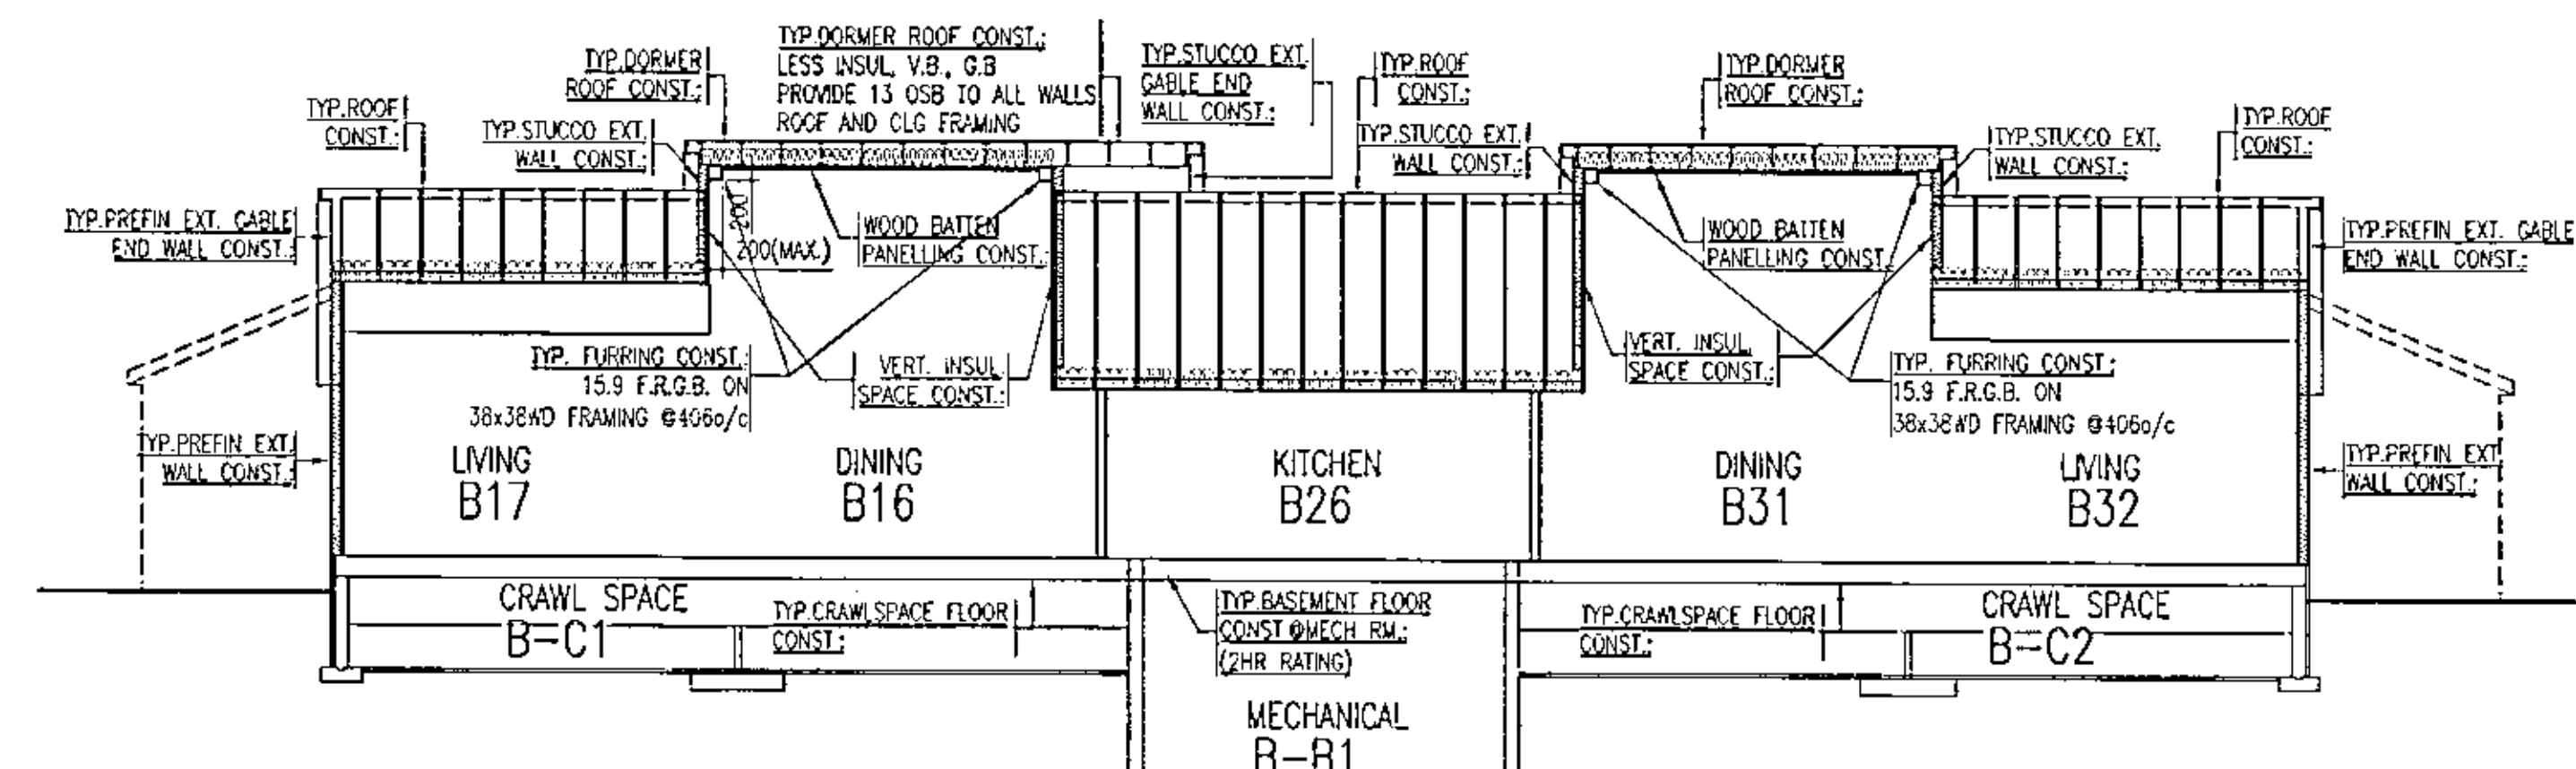 TYP.DORMER
ROOF CONST.:
TYP.DORMER ROOF CONST.:
LESS INSUL, V.B., G.B
PROVIDE 13 OSB TO ALL WALLS
ROOF AND CLG FRAMING
TYP.STUCCO EXT.
GABLE END
WALL CONST.:
TYP.ROOF
CONST.:
TYP.DORMER
ROOF CONST.:
TYP.ROOF
CONST.:
TYP.STUCCO EXT.
WALL CONST.:
TYP.STUCCO EXT.
WALL CONST.:
TYP.STUCCO EXT.
WALL CONST.:
TYP.ROOF
CONST.:
TYP.PREFIN EXT. GABLE
END WALL CONST.:
200
200(MAX.)
WOOD BATTEN
PANELLING CONST.:
WOOD BATTEN
PANELLING CONST.
TYP.PREFIN EXT. GABLE
END WALL CONST.:
TYP. FURRING CONST.:
15.9 F.R.G.B. ON
38x38WD FRAMING @406o/c
VERT. INSUL.
SPACE CONST.:
VERT. INSUL.
SPACE CONST.:
TYP. FURRING CONST.:
15.9 F.R.G.B. ON
38x38WD FRAMING @406o/c
TYP.PREFIN EXT.
WALL CONST.:
LIVING
B17
DINING
B16
KITCHEN
B26
DINING
B31
LIVING
B32
TYP.PREFIN EXT.
WALL CONST.:
CRAWL SPACE
B-C1
TYP.CRAWLSPACE FLOOR
CONST.:
TYP.BASEMENT FLOOR
CONST @MECH RM.:
(2HR RATING)
TYP.CRAWLSPACE FLOOR
CONST.:
CRAWL SPACE
B-C2
MECHANICAL
B-B1